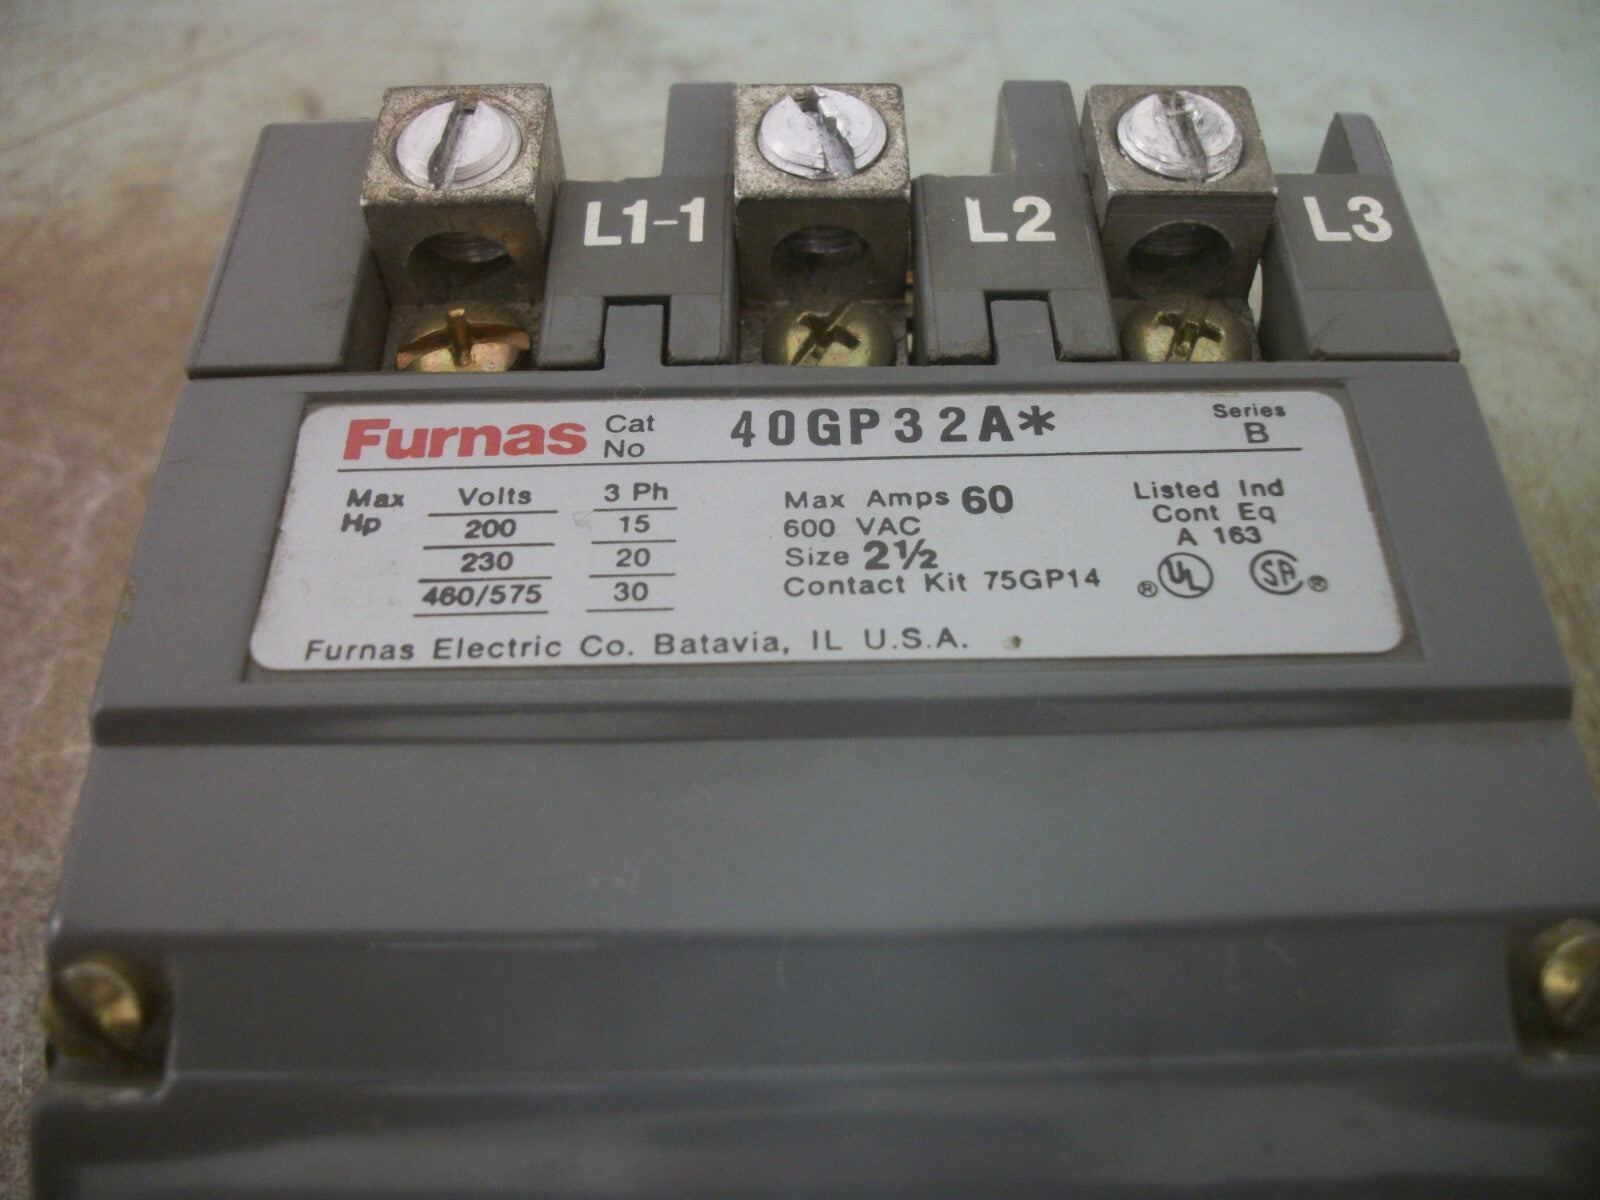 L1-1 L2 L3
Furnas Cat No 40GP32A* Series B
Max Hp Volts 3 Ph
200 15
230 20
460/575 30
Max Amps 60
600 VAC
Size 2½
Contact Kit 75GP14
Listed Ind
Cont Eq
A 163
® UL SA ®
Furnas Electric Co. Batavia, IL U.S.A.